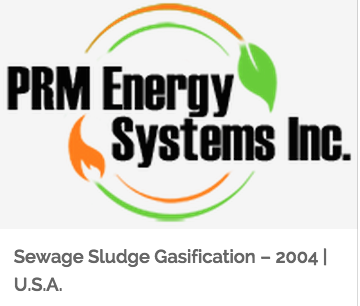 PRM Energy
Systems Inc.
Sewage Sludge Gasification – 2004 |
U.S.A.